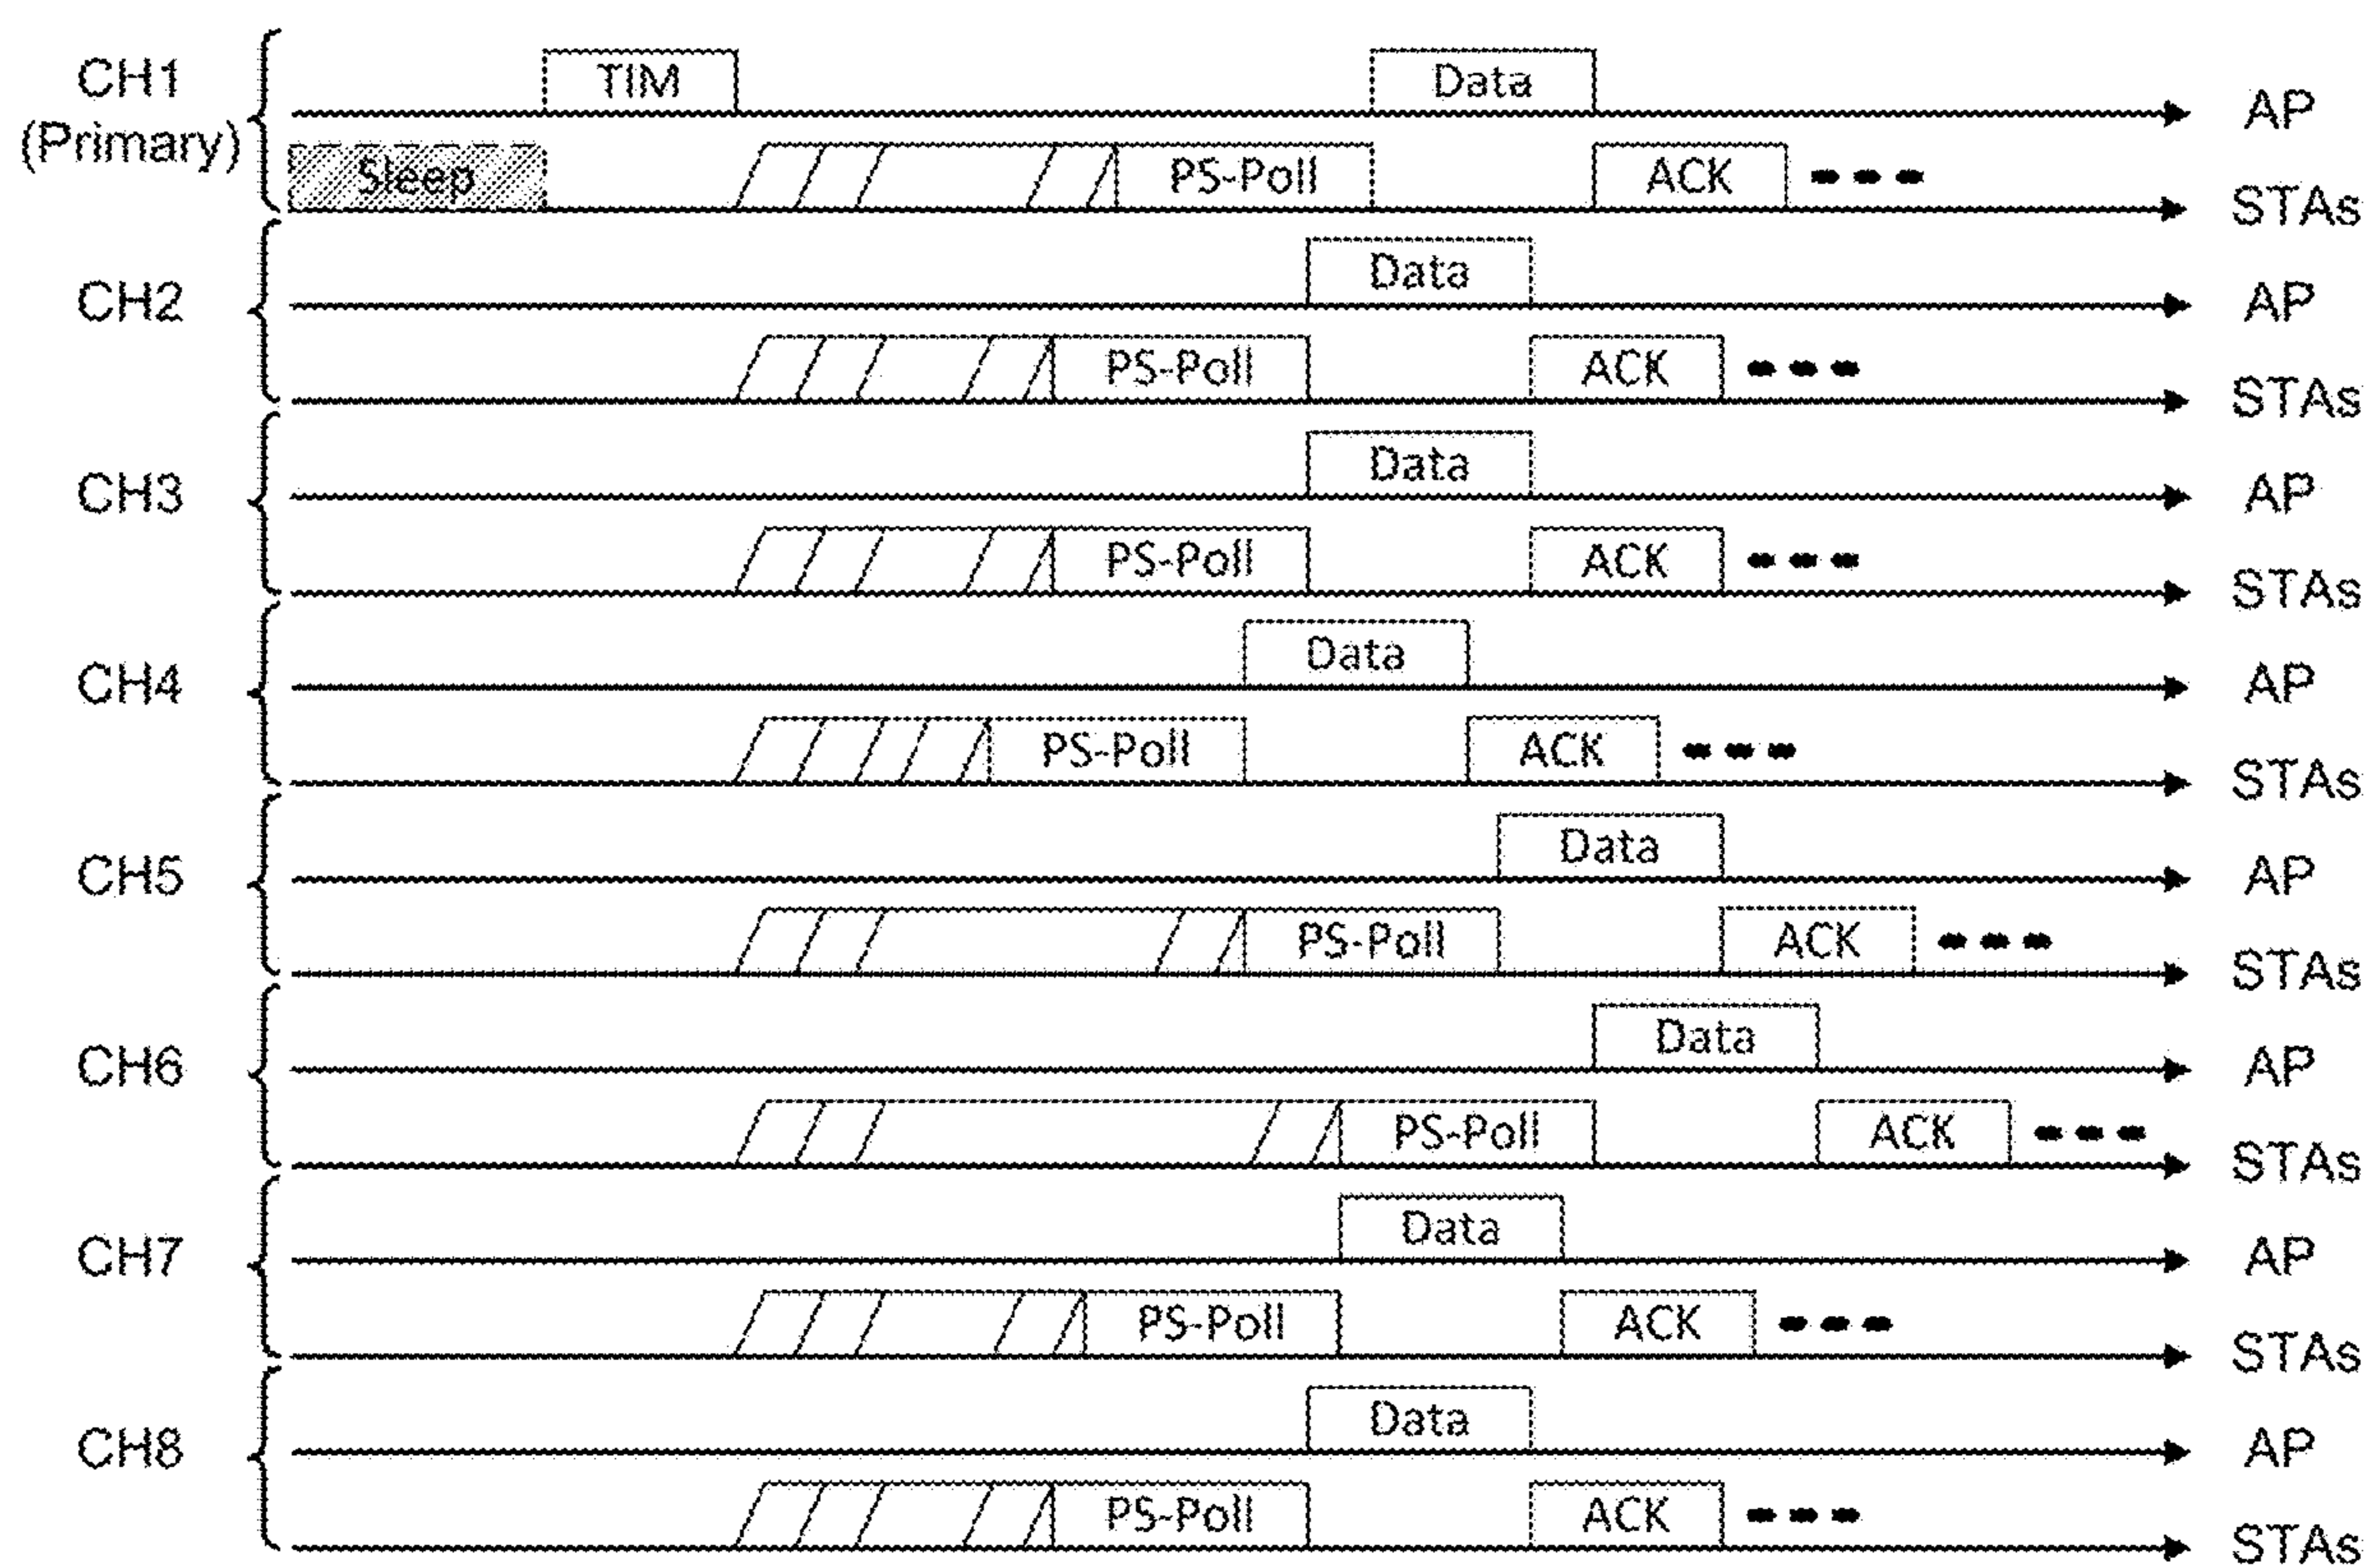 CH1 TIM Data AP
(Primary) Sleep PS-Poll ACK STAs
CH2 Data AP
PS-Poll ACK STAs
CH3 Data AP
PS-Poll ACK STAs
CH4 Data AP
PS-Poll ACK STAs
CH5 Data AP
PS-Poll ACK STAs
CH6 Data AP
PS-Poll ACK STAs
CH7 Data AP
PS-Poll ACK STAs
CH8 Data AP
PS-Poll ACK STAs